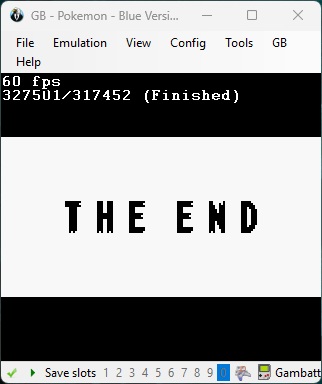 GB - Pokemon - Blue Versi...
File Emulation View Config Tools GB
Help
60 fps
327501/317452 (Finished)
THE END
Save slots 1 2 3 4 5 6 7 8 9 0 Gambatt